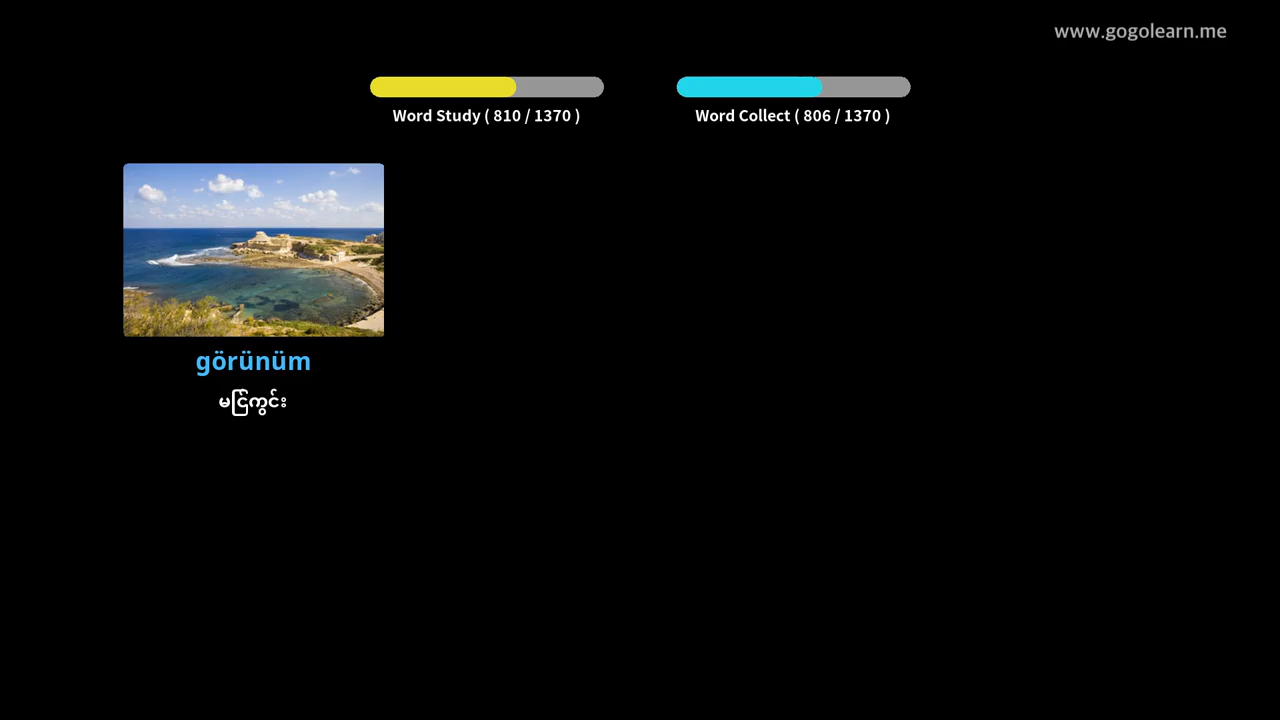 www.gogolearn.me
Word Study ( 810 / 1370 )
Word Collect ( 806 / 1370 )
görünüm
မြင်ကွင်း